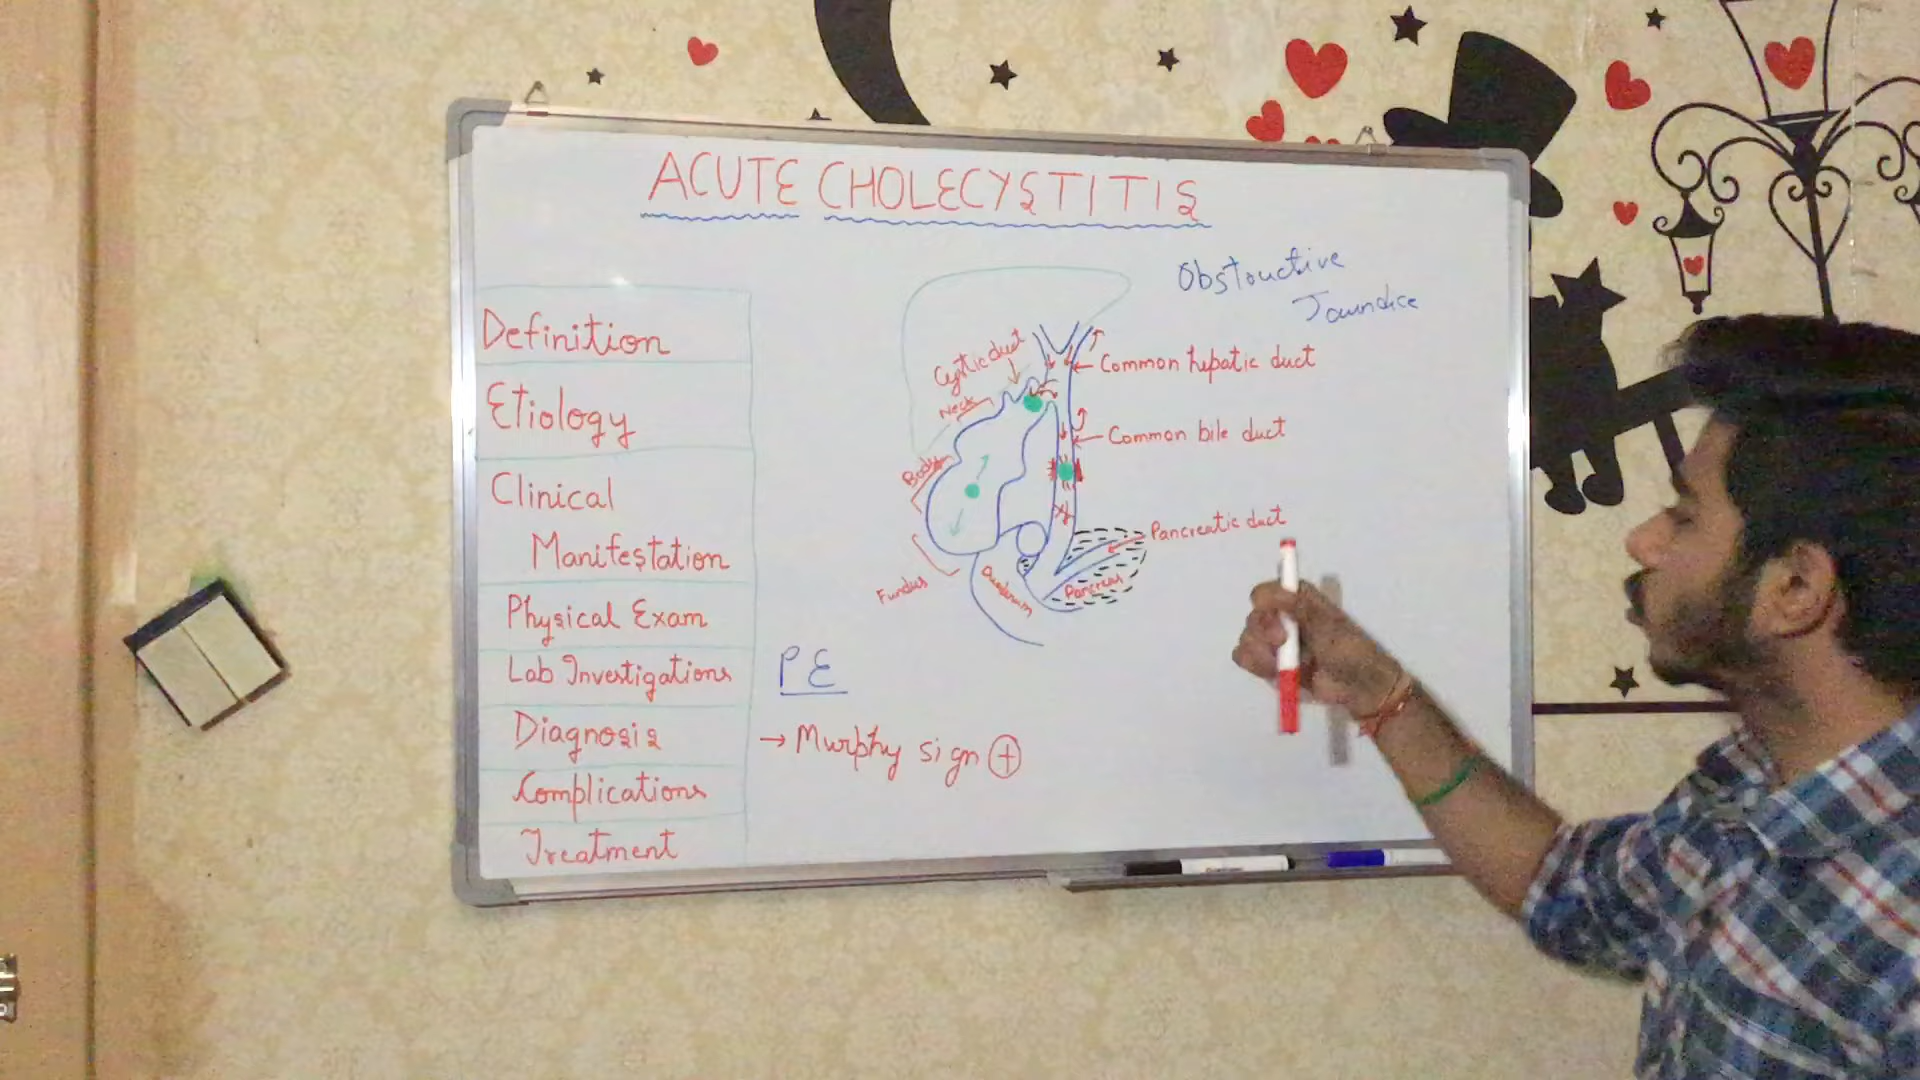 ACUTE CHOLECYSTITIS
Obstouctive
Jaundice
Definition
Etiology
Clinical
Manifestation
Physical Exam
Lab Investigations
Diagnosis
Complications
Treatment
Cystic duct
Neck
Body
Fundus
Common hepatic duct
Common bile duct
Pancreatic duct
Pancreas
Duodenum
PE
→ Murphy sign ⊕